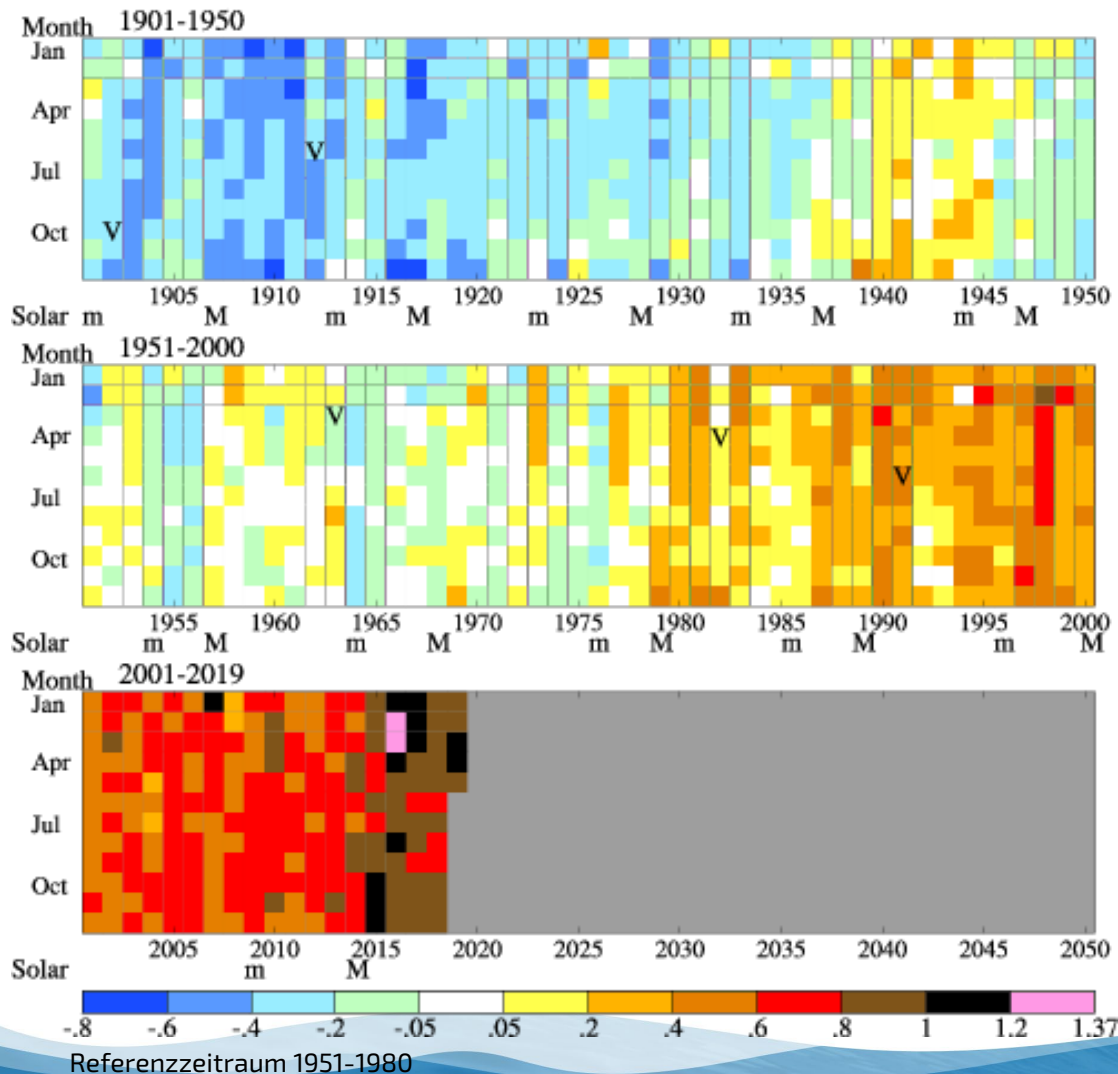 Month 1901-1950
Jan
Apr
V
Jul
V
Oct
1905 1910 1915 1920 1925 1930 1935 1940 1945 1950
Solar m M m M m M m M m M
Month 1951-2000
Jan
V
Apr V
V
Jul
Oct
1955 1960 1965 1970 1975 1980 1985 1990 1995 2000
Solar m M m M m M m M m M
Month 2001-2019
Jan
Apr
Jul
Oct
2005 2010 2015 2020 2025 2030 2035 2040 2045 2050
Solar m M
-.8 -.6 -.4 -.2 -.05 .05 .2 .4 .6 .8 1 1.2 1.37
Referenzzeitraum 1951-1980